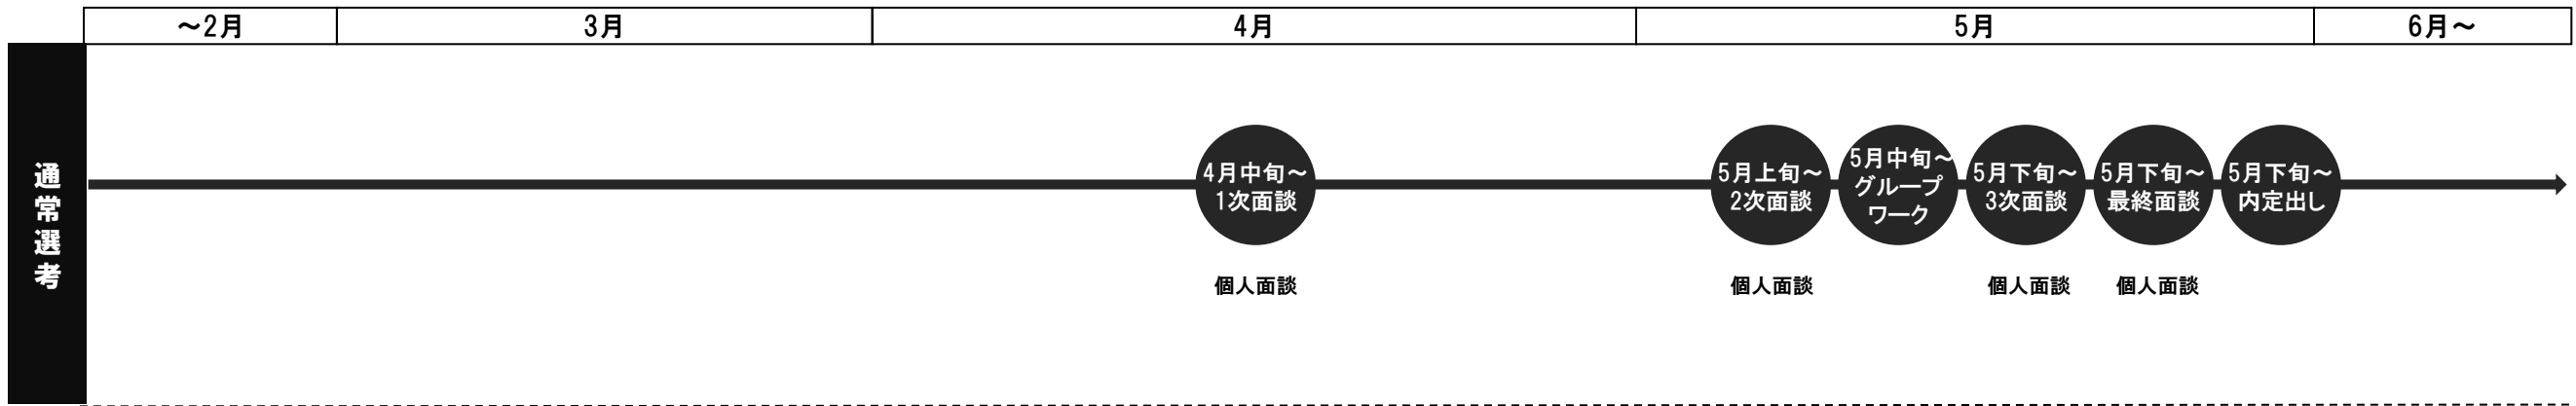 ～2月
3月
4月
5月
6月～
通常選考
4月中旬～
1次面談
5月上旬～
2次面談
5月中旬～
グループ
ワーク
5月下旬～
3次面談
5月下旬～
最終面談
5月下旬～
内定出し
個人面談
個人面談
個人面談
個人面談